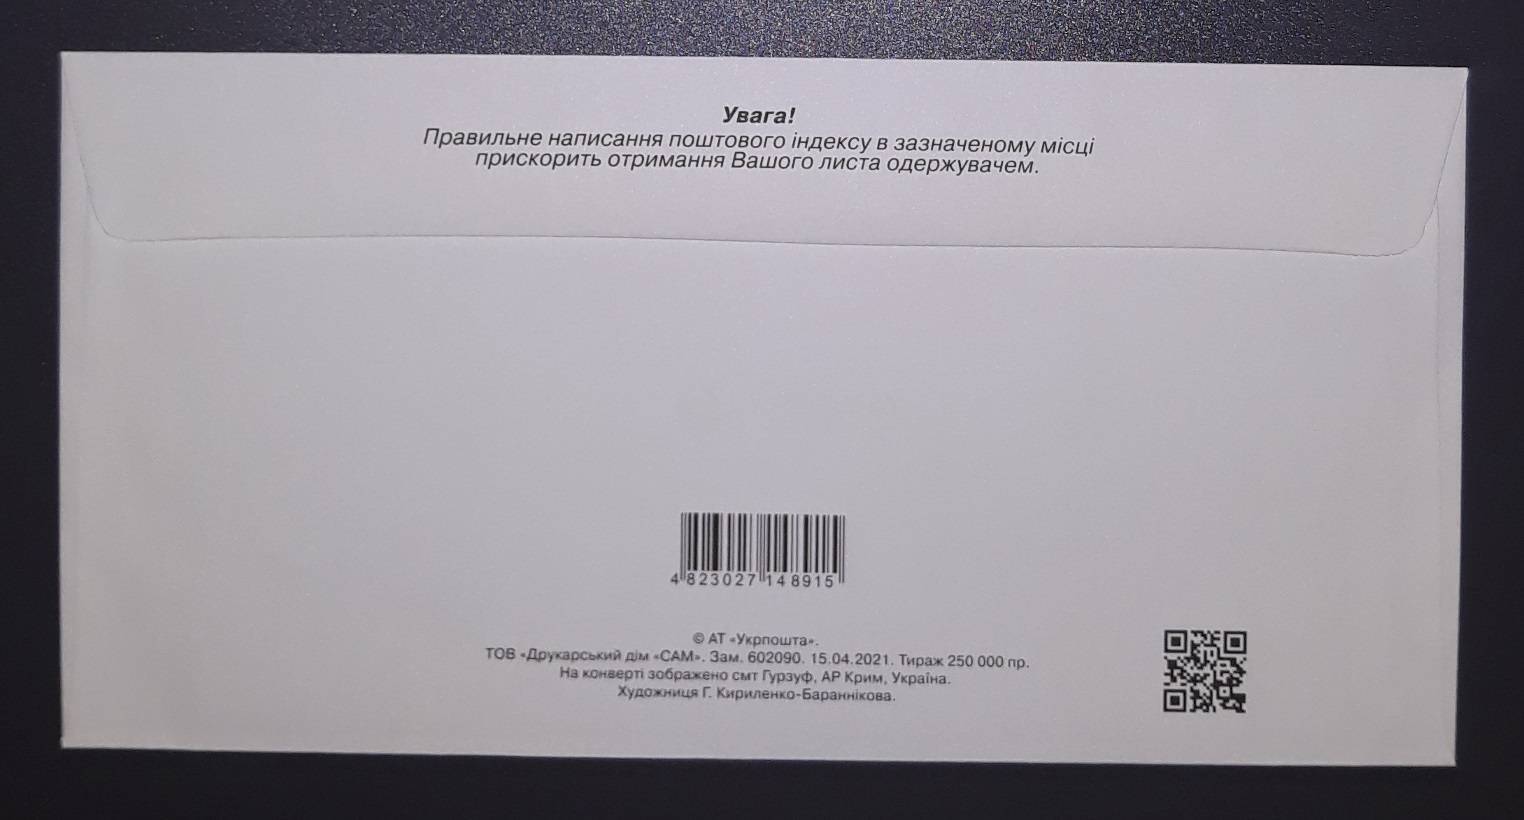 Увага!
Правильне написання поштового індексу в зазначеному місці
прискорить отримання Вашого листа одержувачем.
4 823027 148915
© АТ «Укрпошта».
ТОВ «Друкарський дім «САМ». Зам. 602090. 15.04.2021. Тираж 250 000 пр.
На конверті зображено смт Гурзуф, АР Крим, Україна.
Художниця Г. Кириленко-Бараннікова.